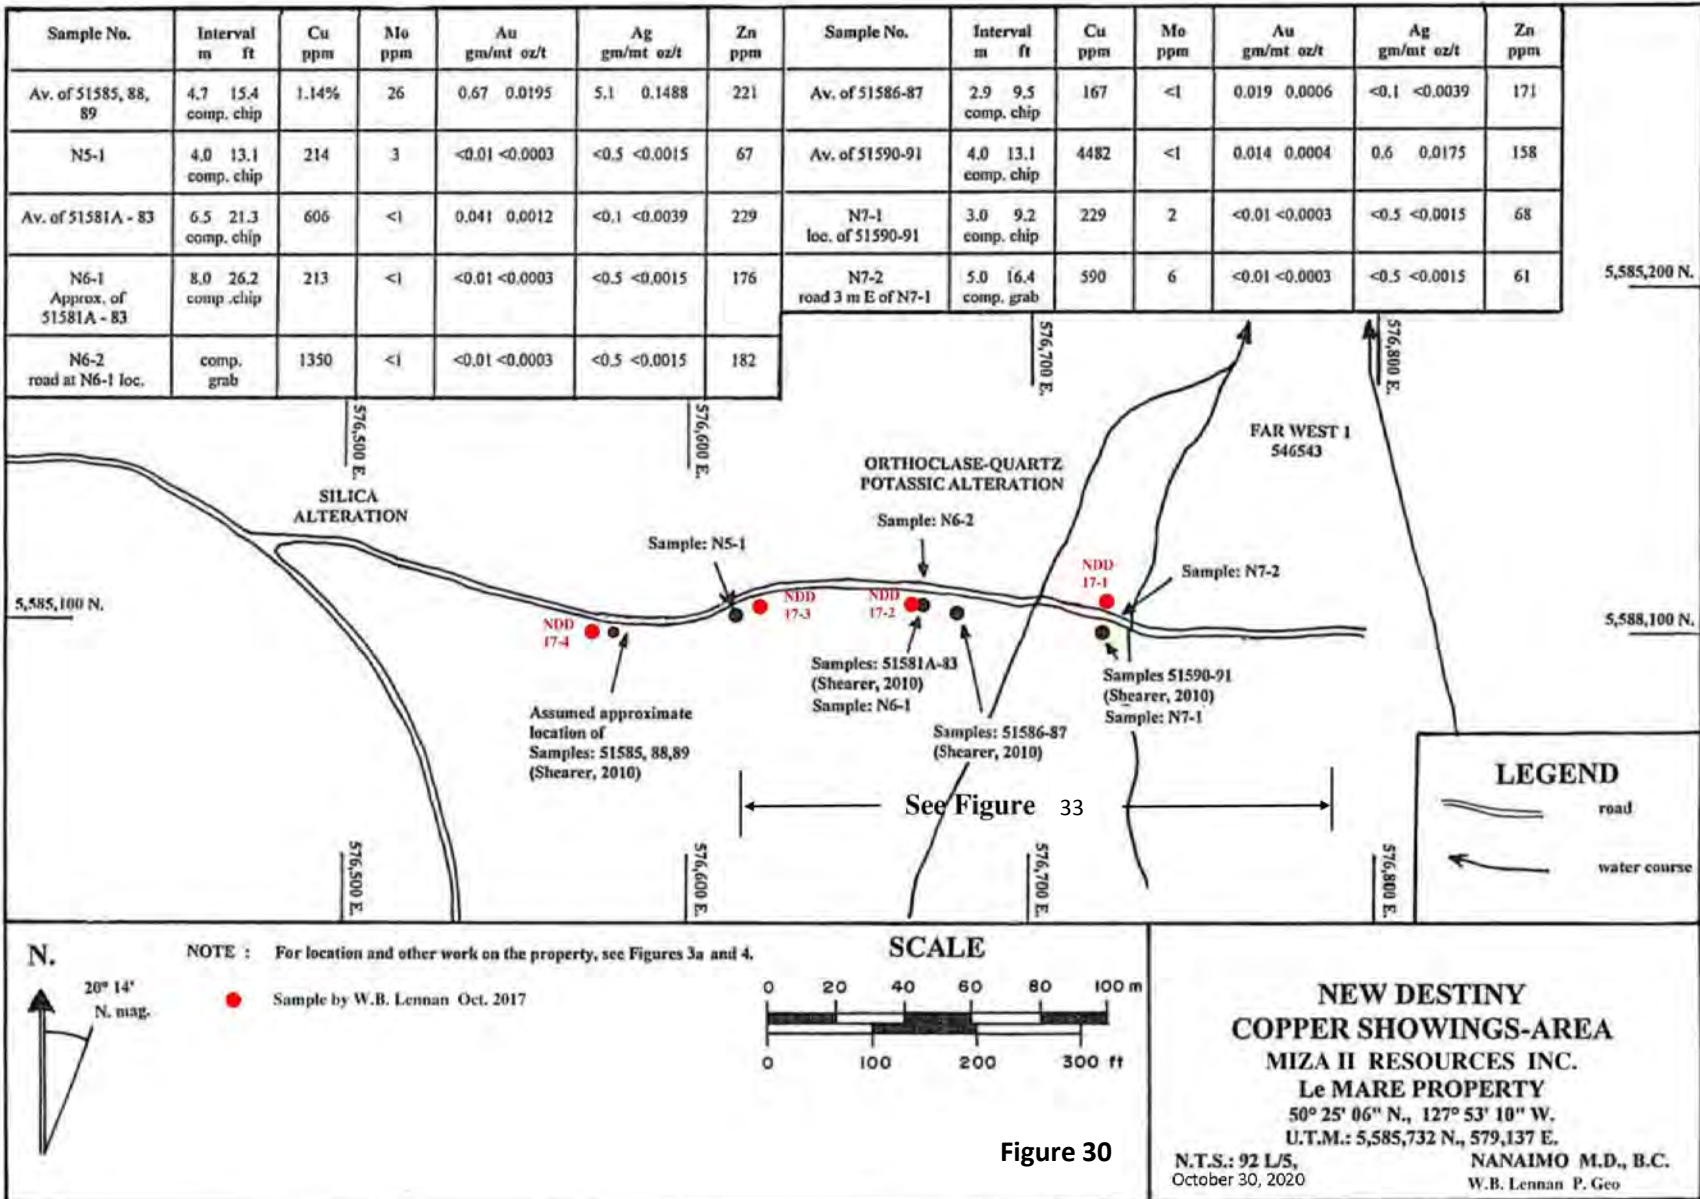 Sample No. Interval m ft Cu ppm Mo ppm Au gm/mt oz/t Ag gm/mt oz/t Zn ppm
Av. of 51585, 88, 89 4.7 15.4 comp. chip 1.14% 26 0.67 0.0195 5.1 0.1488 221
N5-1 4.0 13.1 comp. chip 214 3 <0.01 <0.0003 <0.5 <0.0015 67
Av. of 51581A - 83 6.5 21.3 comp. chip 606 <1 0.041 0.0012 <0.1 <0.0039 229
N6-1 Approx. of 51581A - 83 8.0 26.2 comp .chip 213 <1 <0.01 <0.0003 <0.5 <0.0015 176
N6-2 road at N6-1 loc. comp. grab 1350 <1 <0.01 <0.0003 <0.5 <0.0015 182
Sample No. Interval m ft Cu ppm Mo ppm Au gm/mt oz/t Ag gm/mt oz/t Zn ppm
Av. of 51586-87 2.9 9.5 comp. chip 167 <1 0.019 0.0006 <0.1 <0.0039 171
Av. of 51590-91 4.0 13.1 comp. chip 4482 <1 0.014 0.0004 0.6 0.0175 158
N7-1 loc. of 51590-91 3.0 9.2 comp. chip 229 2 <0.01 <0.0003 <0.5 <0.0015 68
N7-2 road 3 m E of N7-1 5.0 16.4 comp. grab 590 6 <0.01 <0.0003 <0.5 <0.0015 61
5,585,200 N.
576,500 E.
576,600 E.
576,700 E.
576,800 E.
FAR WEST 1
546543
SILICA
ALTERATION
ORTHOCLASE-QUARTZ
POTASSIC ALTERATION
Sample: N6-2
Sample: N5-1
Sample: N7-2
5,585,100 N.
5,588,100 N.
NDD
17-4
NDD
17-3
NDD
17-2
NDD
17-1
Samples: 51581A-83
(Shearer, 2010)
Sample: N6-1
Samples 51590-91
(Shearer, 2010)
Sample: N7-1
Assumed approximate
location of
Samples: 51585, 88,89
(Shearer, 2010)
Samples: 51586-87
(Shearer, 2010)
See Figure 33
576,500 E.
576,600 E.
576,700 E.
576,800 E.
LEGEND
road
water course
N.
20° 14'
N. mag.
NOTE : For location and other work on the property, see Figures 3a and 4.
Sample by W.B. Lennan Oct. 2017
SCALE
0 20 40 60 80 100 m
0 100 200 300 ft
Figure 30
NEW DESTINY
COPPER SHOWINGS-AREA
MIZA II RESOURCES INC.
Le MARE PROPERTY
50° 25' 06" N., 127° 53' 10" W.
U.T.M.: 5,585,732 N., 579,137 E.
N.T.S.: 92 L/5, NANAIMO M.D., B.C.
October 30, 2020 W.B. Lennan P. Geo